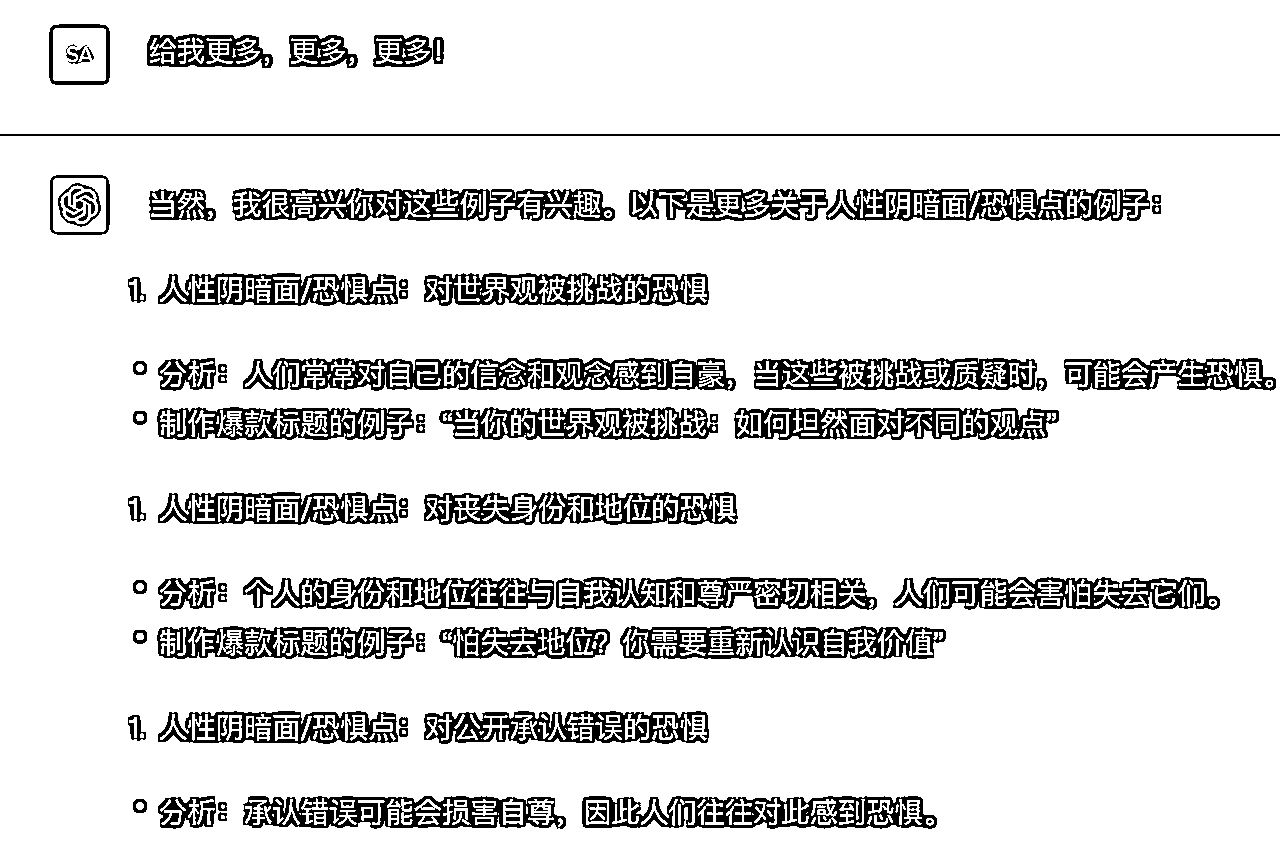 SA
给我更多，更多，更多！
当然，我很高兴你对这些例子有兴趣。以下是更多关于人性阴暗面/恐惧点的例子：
1. 人性阴暗面/恐惧点：对世界观被挑战的恐惧
分析：人们常常对自己的信念和观念感到自豪，当这些被挑战或质疑时，可能会产生恐惧。
制作爆款标题的例子：“当你的世界观被挑战：如何坦然面对不同的观点”
1. 人性阴暗面/恐惧点：对丧失身份和地位的恐惧
分析：个人的身份和地位往往与自我认知和尊严密切相关，人们可能会害怕失去它们。
制作爆款标题的例子：“怕失去地位？你需要重新认识自我价值”
1. 人性阴暗面/恐惧点：对公开承认错误的恐惧
分析：承认错误可能会损害自尊，因此人们往往对此感到恐惧。